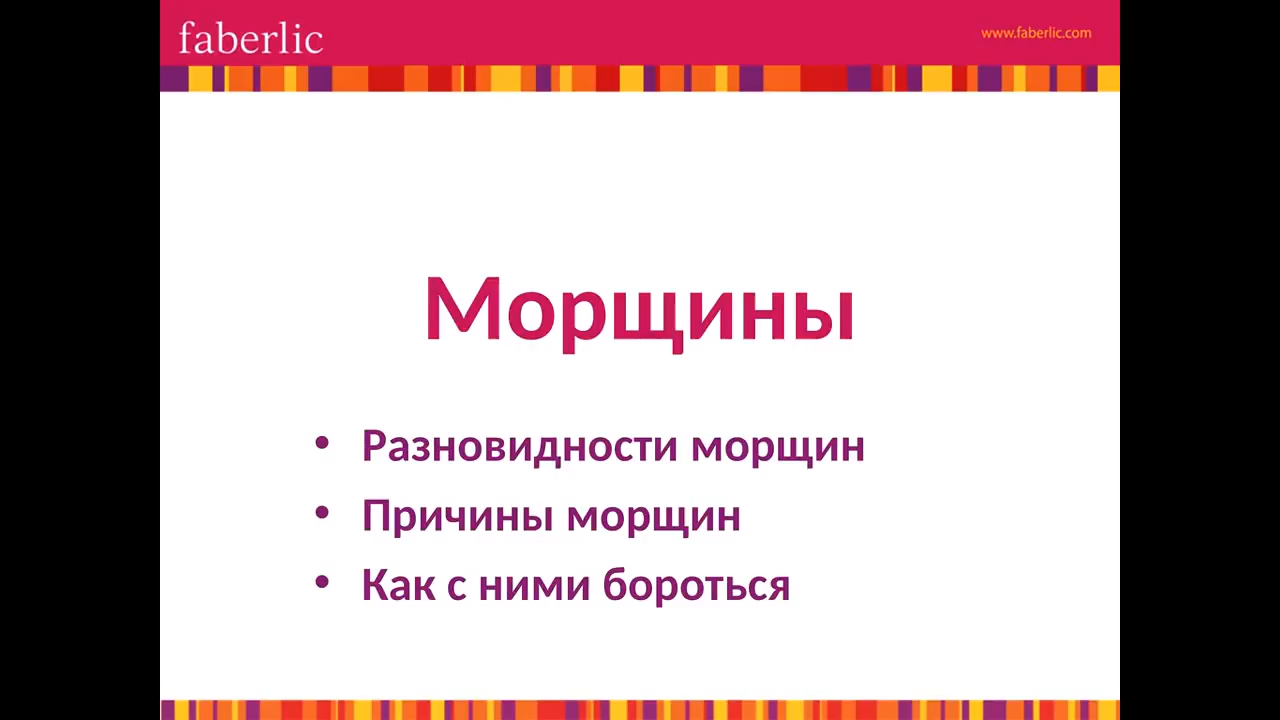 faberlic
www.faberlic.com
Морщины
• Разновидности морщин
• Причины морщин
• Как с ними бороться